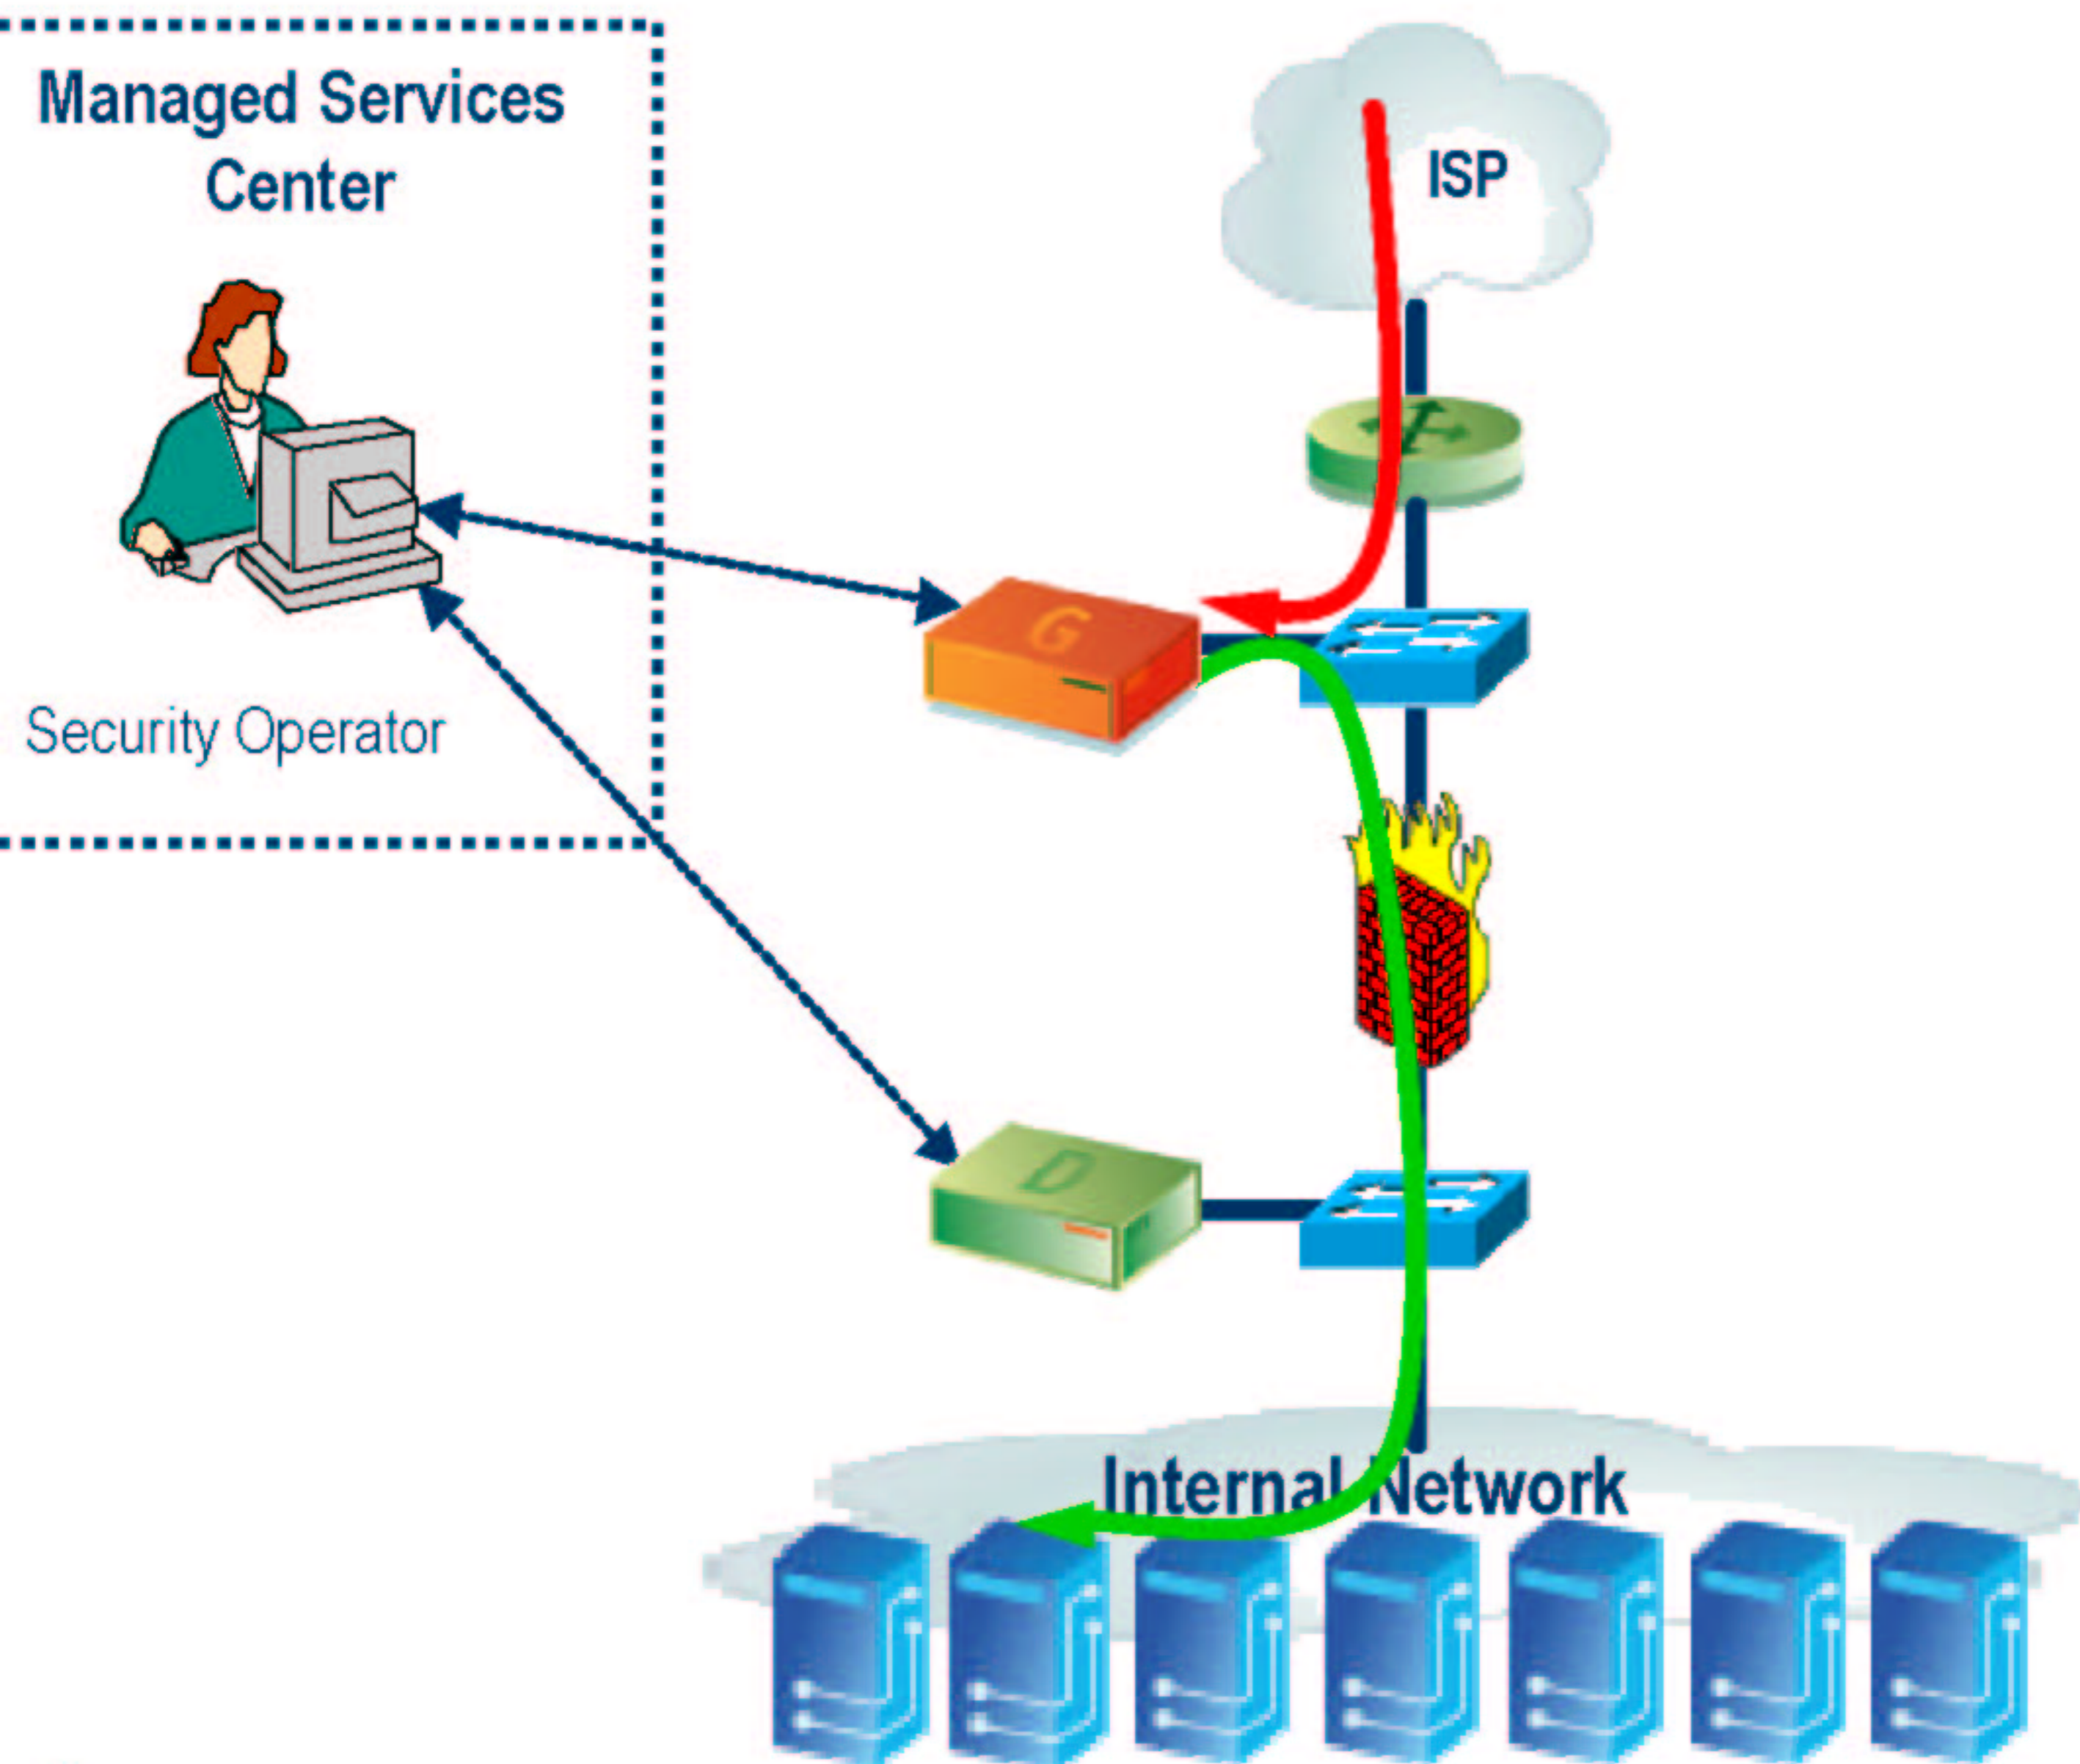 Managed Services
Center
ISP
G
Security Operator
D
Internal Network